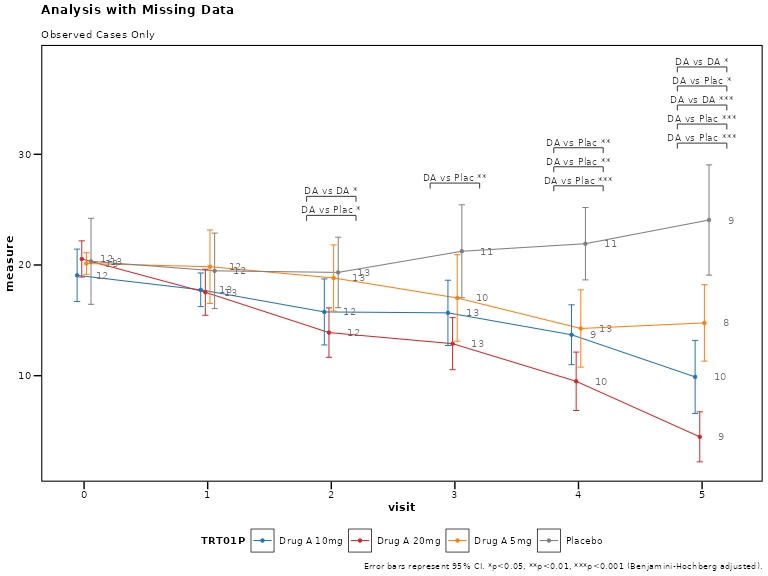 Analysis with Missing Data
Observed Cases Only
DA vs DA *
DA vs Plac *
DA vs DA ***
DA vs Plac ***
DA vs Plac ***
DA vs Plac **
DA vs Plac **
DA vs Plac ***
DA vs Plac **
DA vs DA *
DA vs Plac *
30
20
10
measure
12
13
12
12
13
12
13
13
13
12
12
11
10
13
13
11
13
9
10
9
8
10
9
0 1 2 3 4 5
visit
TRT01P Drug A 10mg Drug A 20mg Drug A 5mg Placebo
Error bars represent 95% CI. *p<0.05, **p<0.01, ***p<0.001 (Benjamini-Hochberg adjusted).